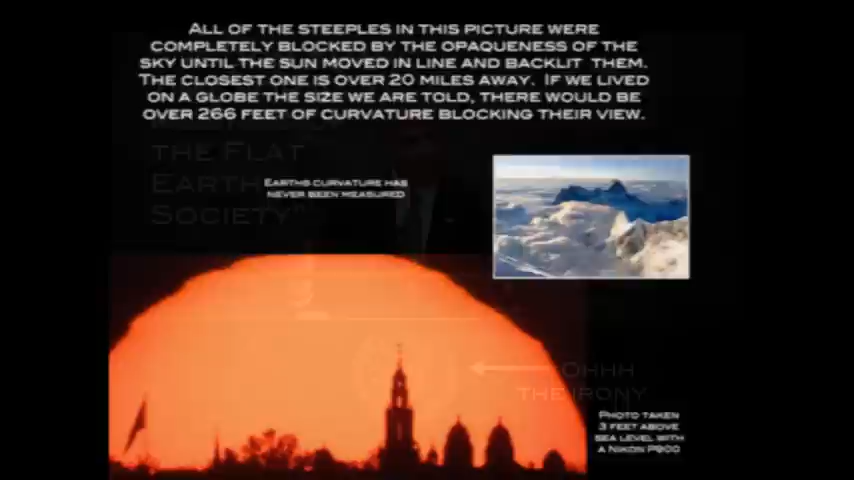 All of the steeples in this picture were
completely blocked by the opaqueness of the
sky until the sun moved in line and backlit them.
The closest one is over 20 miles away. If we lived
on a globe the size we are told, there would be
over 266 feet of curvature blocking their view.
the Flat
Earth
Society"
Earths curvature has
never been measured
Ohhh
the irony
Photo taken
3 feet above
sea level with
a Nikon P900